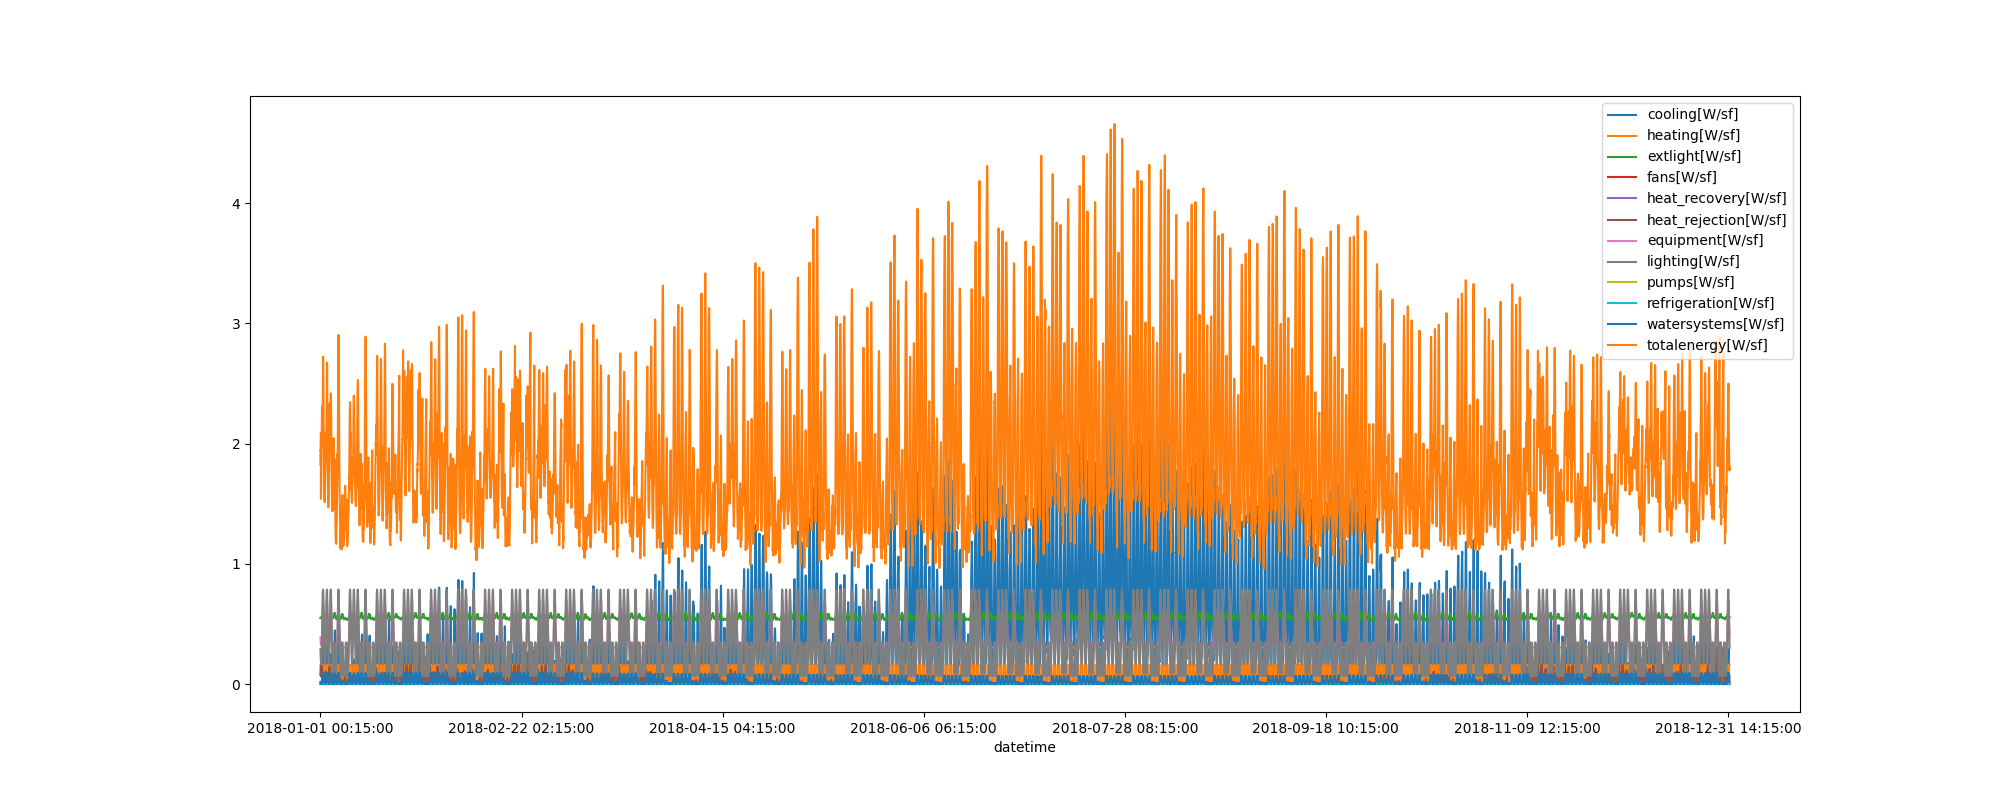 cooling[W/sf]
heating[W/sf]
extlight[W/sf]
fans[W/sf]
heat_recovery[W/sf]
heat_rejection[W/sf]
equipment[W/sf]
lighting[W/sf]
pumps[W/sf]
refrigeration[W/sf]
watersystems[W/sf]
totalenergy[W/sf]
4
3
2
1
0
2018-01-01 00:15:00 2018-02-22 02:15:00 2018-04-15 04:15:00 2018-06-06 06:15:00 2018-07-28 08:15:00 2018-09-18 10:15:00 2018-11-09 12:15:00 2018-12-31 14:15:00
datetime